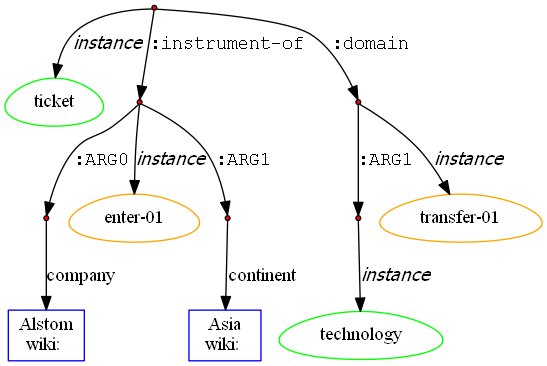 instance :instrument-of :domain
ticket
:ARG0 instance :ARG1 :ARG1 instance
enter-01 transfer-01
company continent instance
Alstom Asia technology
wiki: wiki: